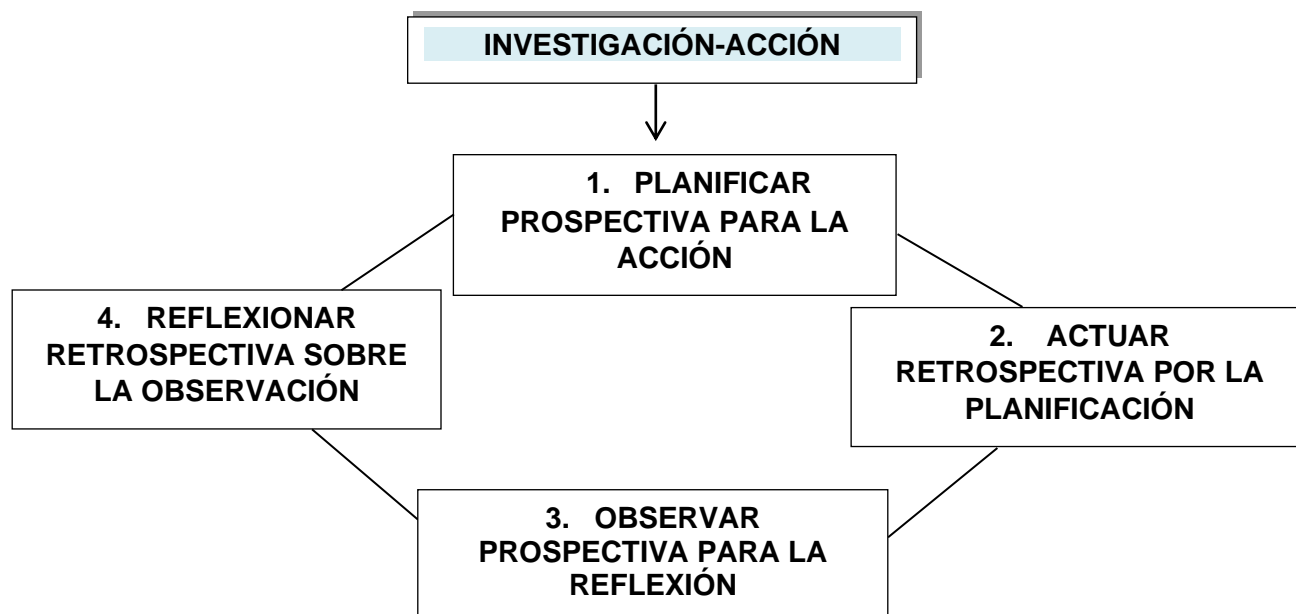 INVESTIGACIÓN-ACCIÓN
1. PLANIFICAR
PROSPECTIVA PARA LA
ACCIÓN
4. REFLEXIONAR
RETROSPECTIVA SOBRE
LA OBSERVACIÓN
2. ACTUAR
RETROSPECTIVA POR LA
PLANIFICACIÓN
3. OBSERVAR
PROSPECTIVA PARA LA
REFLEXIÓN